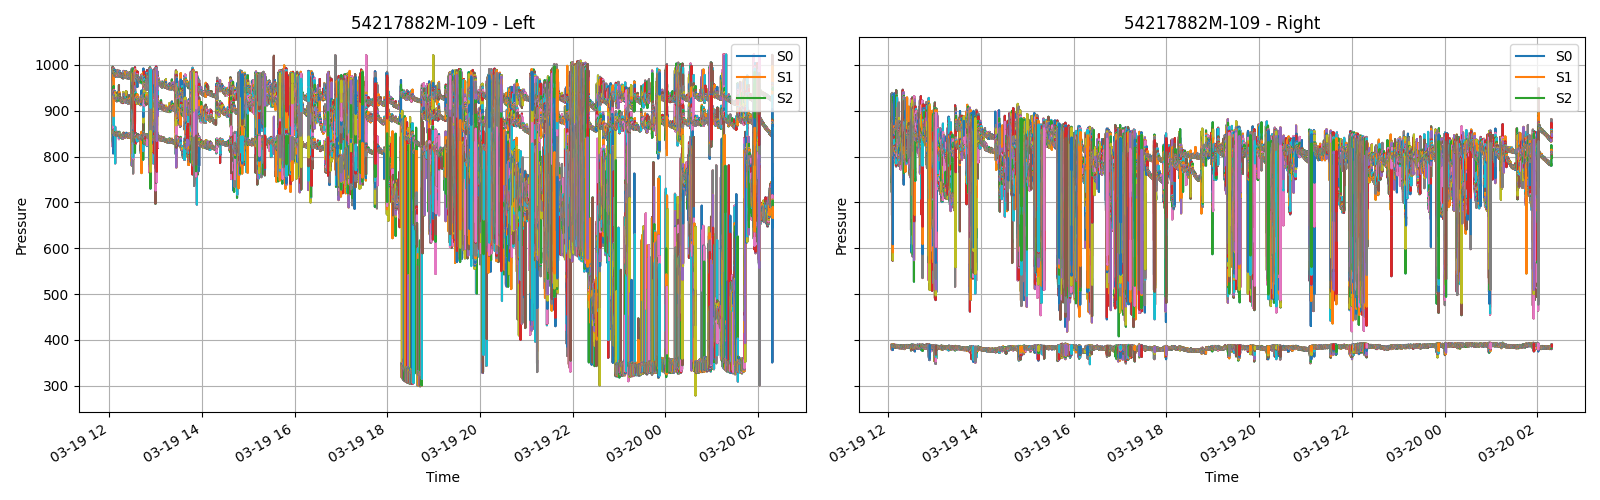 54217882M-109 - Left
Pressure
1000
900
800
700
600
500
400
300
S0
S1
S2
03-19 12
03-19 14
03-19 16
03-19 18
03-19 20
03-19 22
03-20 00
03-20 02
Time
54217882M-109 - Right
Pressure
S0
S1
S2
03-19 12
03-19 14
03-19 16
03-19 18
03-19 20
03-19 22
03-20 00
03-20 02
Time